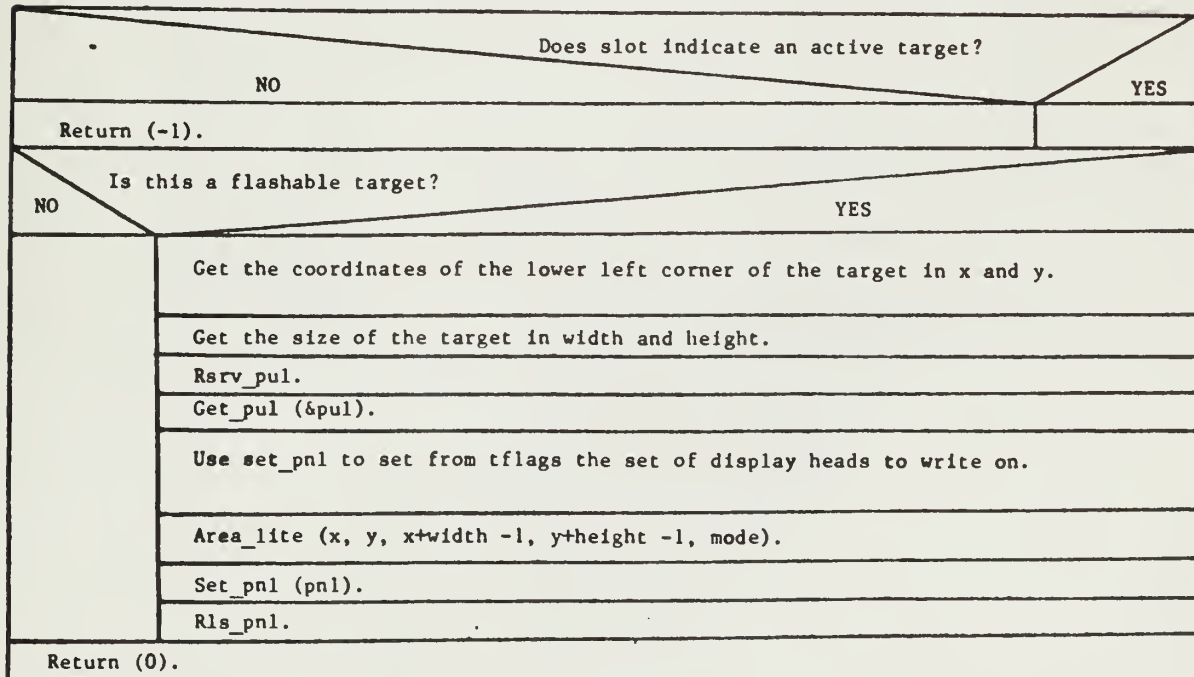 Does slot indicate an active target?
NO
YES
Return (-1).
Is this a flashable target?
NO
YES
Get the coordinates of the lower left corner of the target in x and y.
Get the size of the target in width and height.
Rsrv_pul.
Get_pul (&pul).
Use set_pnl to set from tflags the set of display heads to write on.
Area_lite (x, y, x+width -1, y+height -1, mode).
Set_pnl (pnl).
Rls_pnl.
Return (0).